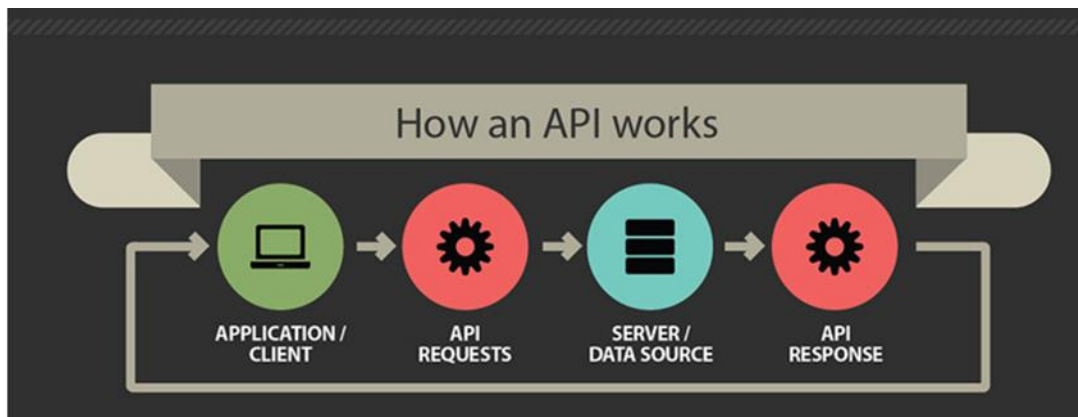 How an API works
APPLICATION /
CLIENT
API
REQUESTS
SERVER /
DATA SOURCE
API
RESPONSE